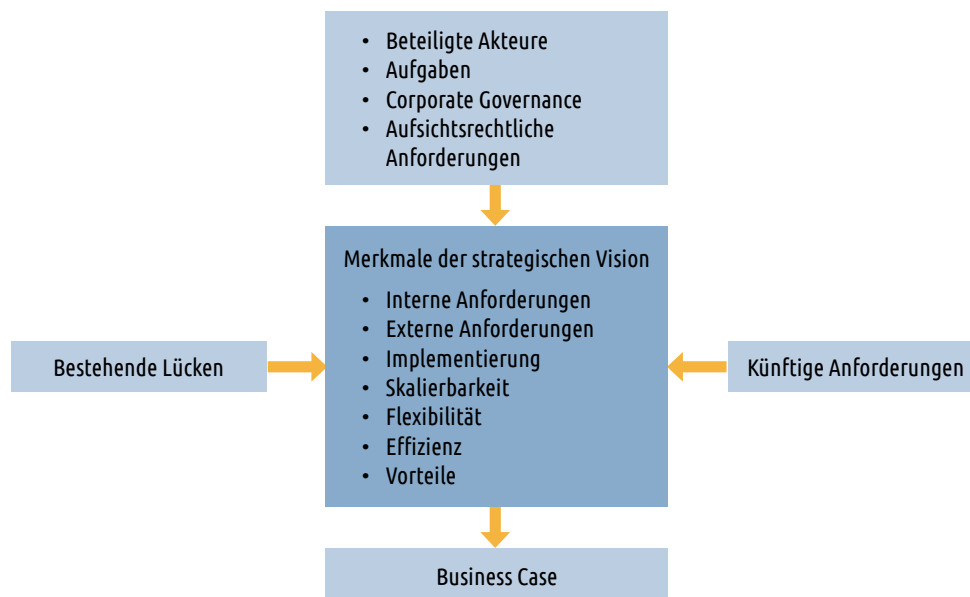 • Beteiligte Akteure
• Aufgaben
• Corporate Governance
• Aufsichtsrechtliche
Anforderungen
Merkmale der strategischen Vision
• Interne Anforderungen
• Externe Anforderungen
• Implementierung
• Skalierbarkeit
• Flexibilität
• Effizienz
• Vorteile
Bestehende Lücken
Künftige Anforderungen
Business Case